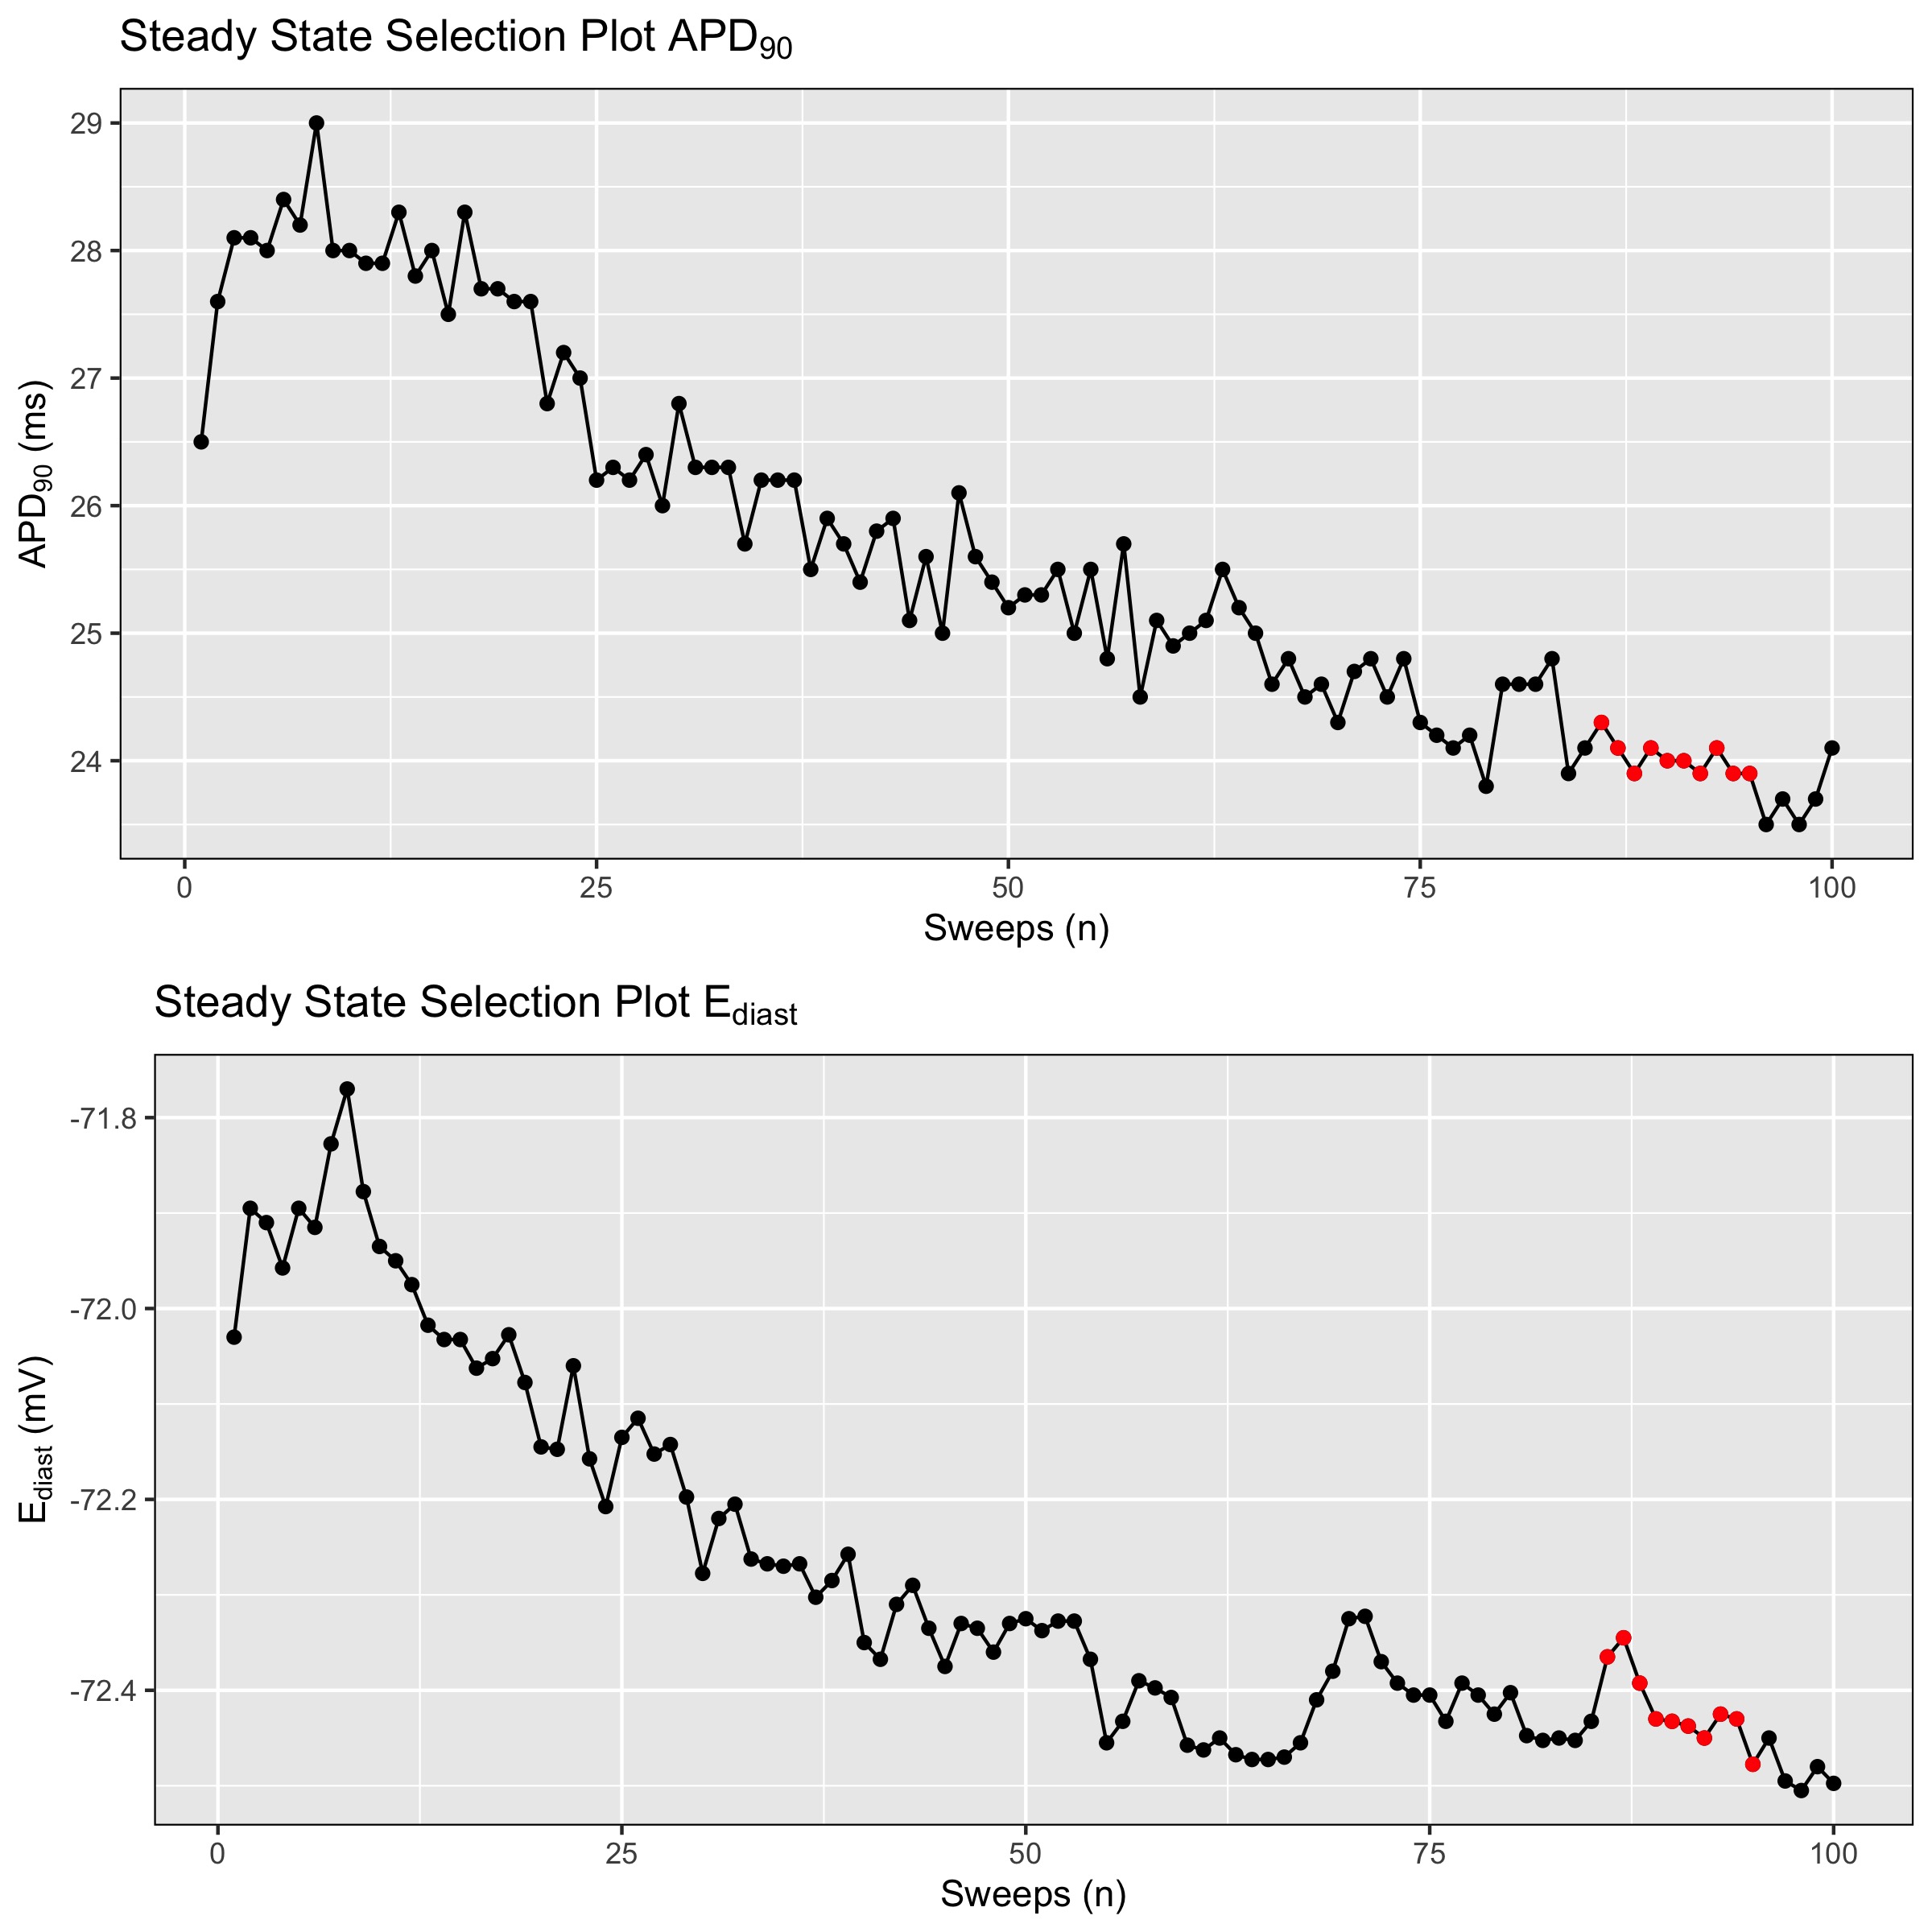 Steady State Selection Plot APD90
29
28
27
26
25
24
APD90 (ms)
0 25 50 75 100
Sweeps (n)
Steady State Selection Plot Ediast
-71.8
-72.0
-72.2
-72.4
Ediast (mV)
0 25 50 75 100
Sweeps (n)